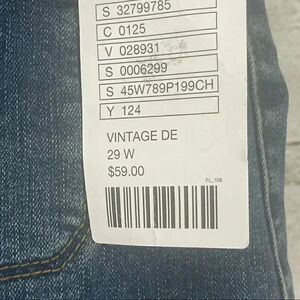 S 32799785
C 0125
V 028931
S 0006299
S 45W789P199CH
Y 124
VINTAGE DE
29 W
$59.00
FL_109